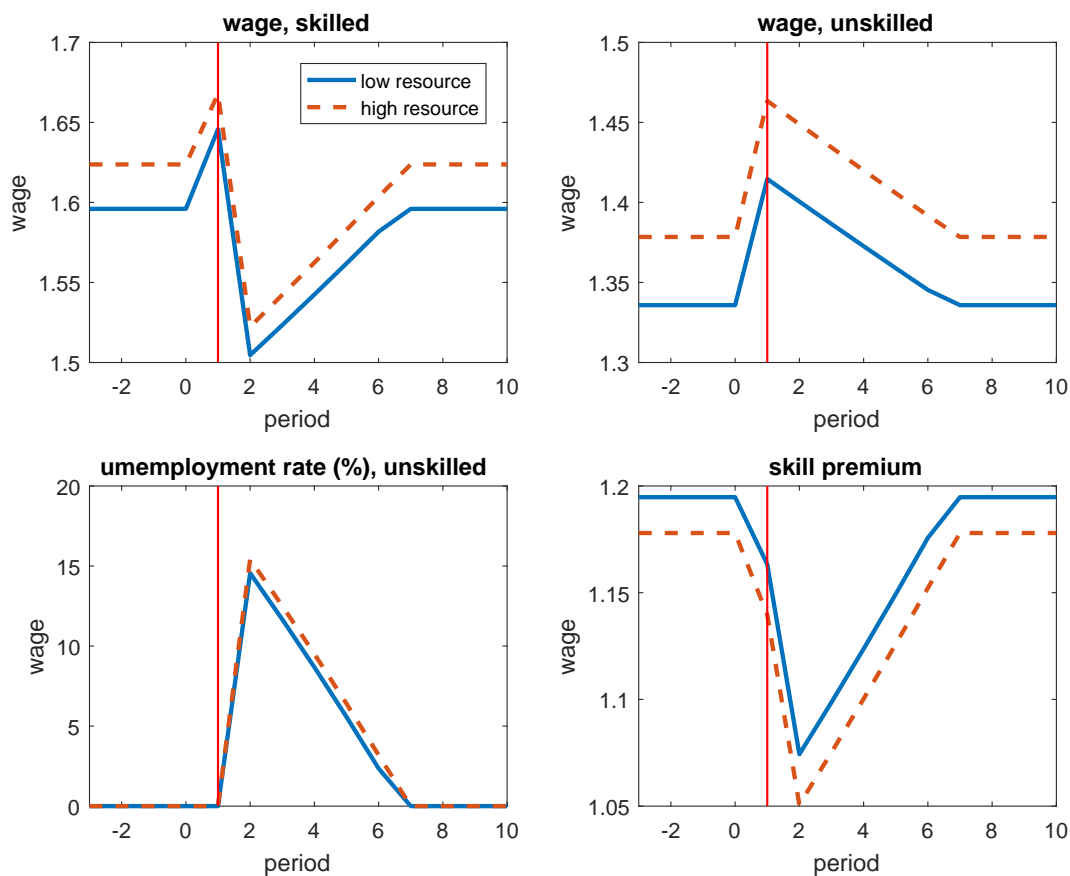 wage, skilled
1.7
1.65
1.6
1.55
1.5
wage
low resource
high resource
-2 0 2 4 6 8 10
period
wage, unskilled
1.5
1.45
1.4
1.35
1.3
wage
-2 0 2 4 6 8 10
period
umemployment rate (%), unskilled
20
15
10
5
0
wage
-2 0 2 4 6 8 10
period
skill premium
1.2
1.15
1.1
1.05
wage
-2 0 2 4 6 8 10
period